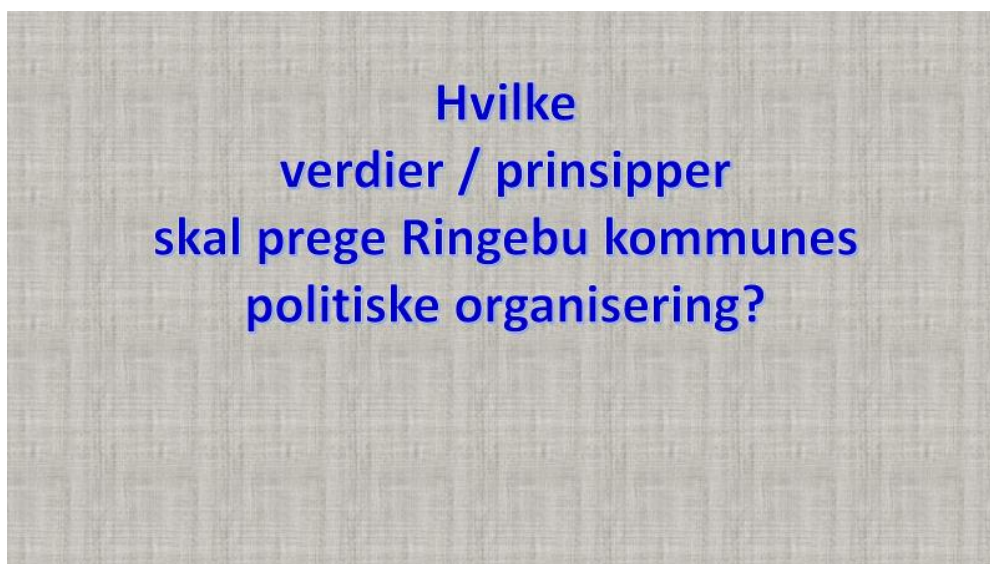 Hvilke
verdier / prinsipper
skal prege Ringebu kommunes
politiske organisering?